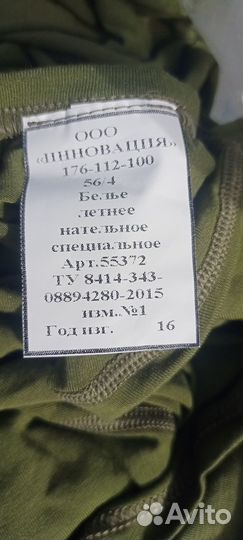 ООО
«ИННОВАЦИЯ»
176-112-100
56/4
Белье
летнее
нательное
специальное
Арт.55372
ТУ 8414-343-
08894280-2015
изм..№1
Год изг. 16
Avito